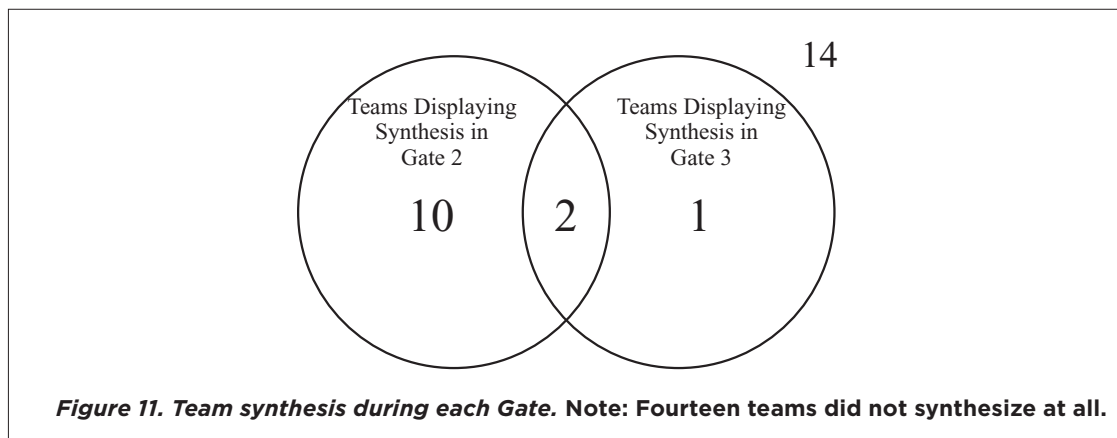 14
Teams Displaying
Synthesis in
Gate 2
Teams Displaying
Synthesis in
Gate 3
10
2
1
Figure 11. Team synthesis during each Gate. Note: Fourteen teams did not synthesize at all.